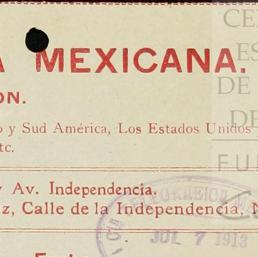 A MEXICANA.
ON.
o y Sud América, Los Estados Unidos
tc.
y Av. Independencia.
z, Calle de la Independencia, N
JUL 7 1913
CE
ES
DE
DE
FU